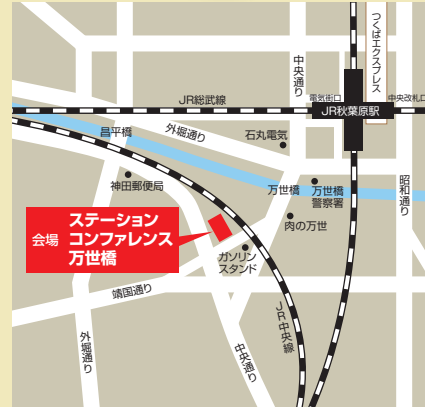 つくばエクスプレス
中央通り
電気街口
中央改札口
JR総武線
JR秋葉原駅
外堀通り
昌平橋
石丸電気
神田郵便局
万世橋
万世橋
警察署
昭和通り
肉の万世
会場
ステーション
コンファレンス
万世橋
ガソリン
スタンド
靖国通り
JR中央線
外堀通り
中央通り